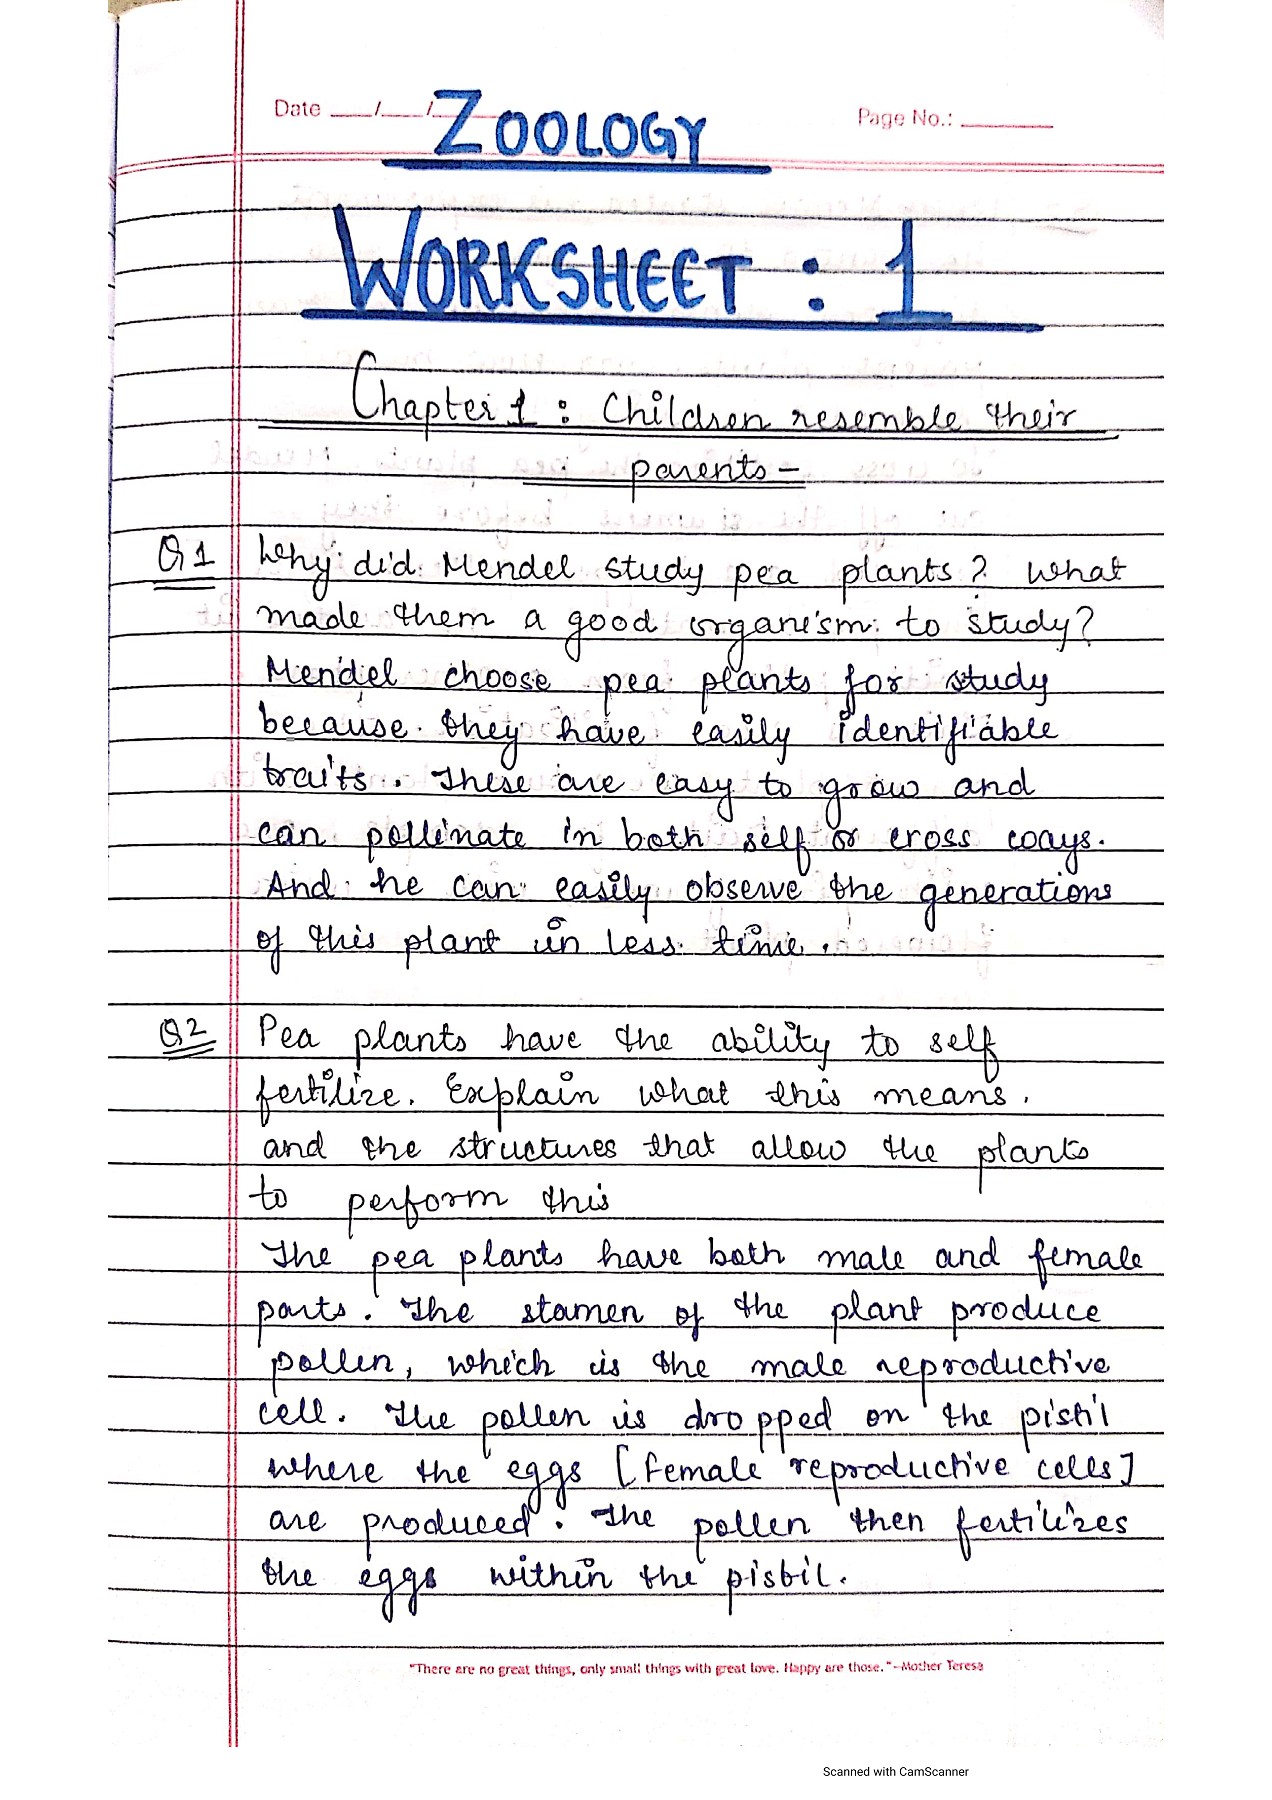 Date ___/___/___
Page No.: ______
ZOOLOGY
WORKSHEET : 1
Chapter 1 : Children resemble their
parents -
Q1 Why did Mendel study pea plants? What
made them a good organism to study?
Mendel choose pea plants for study
because they have easily identifiable
traits. These are easy to grow and
can pollinate in both self or cross ways.
And he can easily observe the generations
of this plant in less time.
Q2 Pea plants have the ability to self
fertilize. Explain what this means.
and the structures that allow the plants
to perform this
The pea plants have both male and female
parts. The stamen of the plant produce
pollen, which is the male reproductive
cell. The pollen is dropped on the pistil
where the eggs [female reproductive cells]
are produced. The pollen then fertilizes
the eggs within the pistil.
"There are no great things, only small things with great love. Happy are those."–Mother Teresa
Scanned with CamScanner